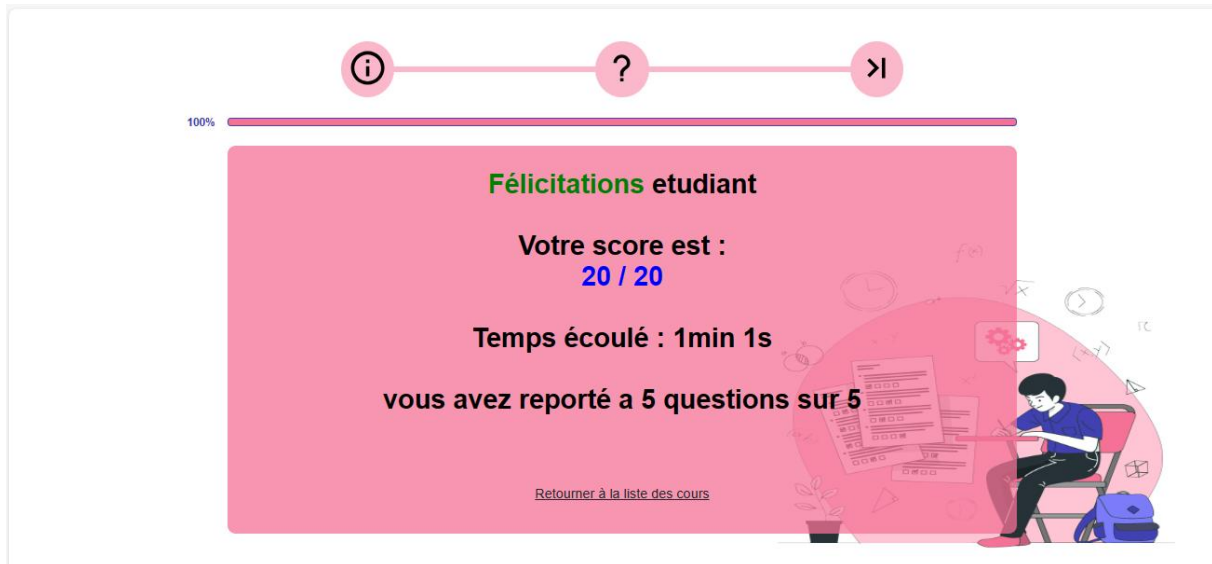 100%
Félicitations etudiant
Votre score est :
20 / 20
Temps écoulé : 1min 1s
vous avez reporté a 5 questions sur 5
Retourner à la liste des cours